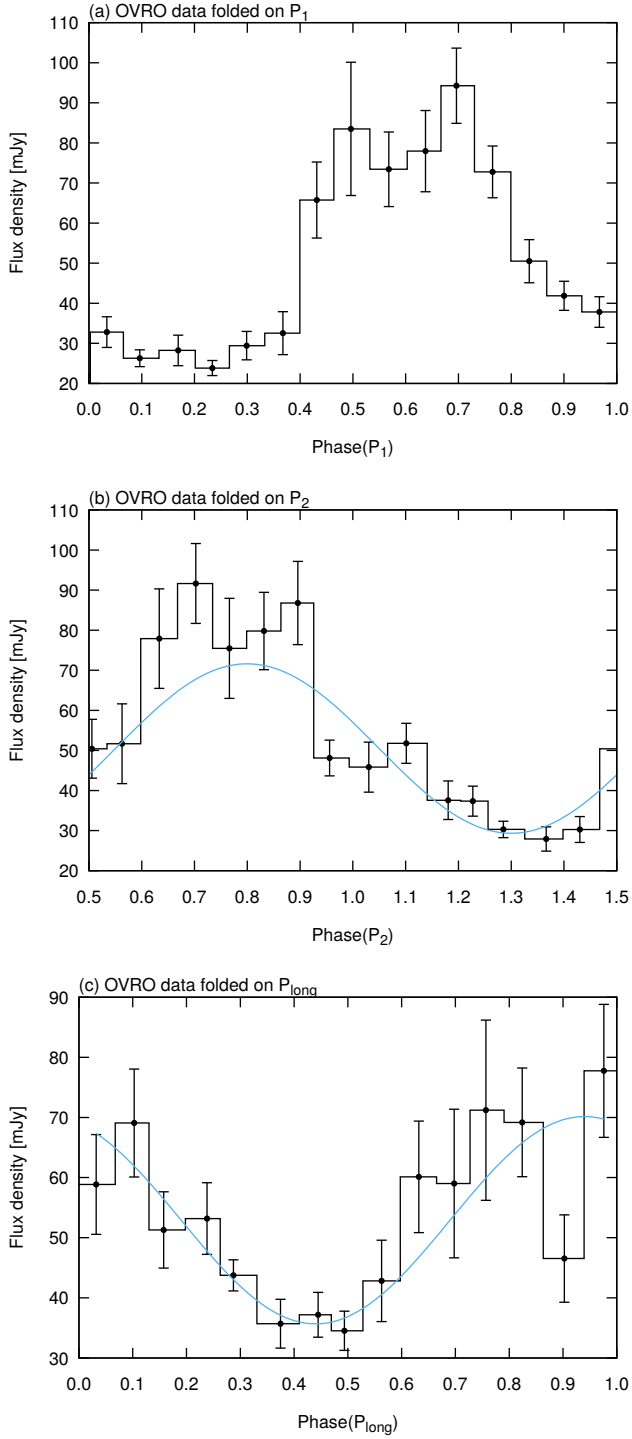 (a) OVRO data folded on P1
110
100
90
80
70
60
50
40
30
20
Flux density [mJy]
0.0 0.1 0.2 0.3 0.4 0.5 0.6 0.7 0.8 0.9 1.0
Phase(P1)
(b) OVRO data folded on P2
110
100
90
80
70
60
50
40
30
20
Flux density [mJy]
0.5 0.6 0.7 0.8 0.9 1.0 1.1 1.2 1.3 1.4 1.5
Phase(P2)
(c) OVRO data folded on Plong
90
80
70
60
50
40
30
Flux density [mJy]
0.0 0.1 0.2 0.3 0.4 0.5 0.6 0.7 0.8 0.9 1.0
Phase(Plong)